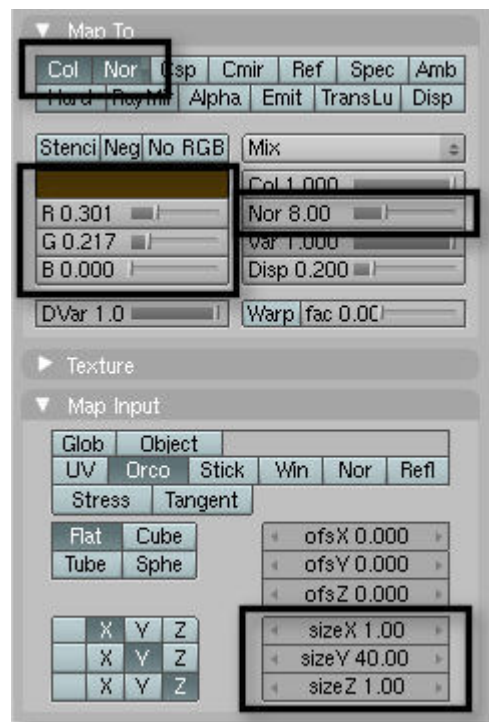 Map To
Col Nor Csp Cmir Ref Spec Amb
Hard RayMir Alpha Emit TransLu Disp
Stenci Neg No RGB Mix
Col 1.000
R 0.301 Nor 8.00
G 0.217 Var 1.000
B 0.000 Disp 0.200
DVar 1.0 Warp fac 0.00
Texture
Map Input
Glob Object
UV Orco Stick Win Nor Refl
Stress Tangent
Flat Cube ofsX 0.000
Tube Sphe ofsY 0.000
ofsZ 0.000
X Y Z sizeX 1.00
X Y Z sizeY 40.00
X Y Z sizeZ 1.00